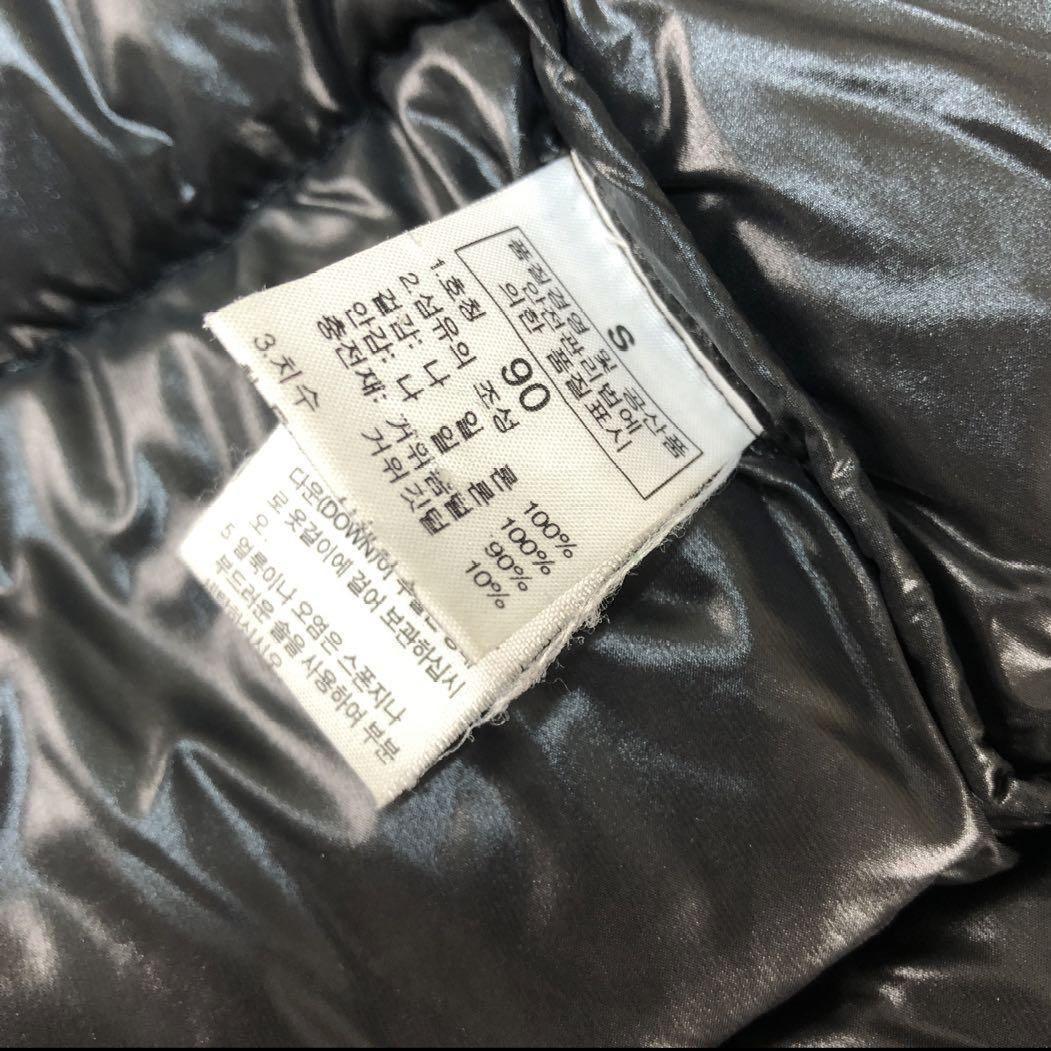 S
품질경영 및 공산품
안전관리법에
의한 품질표시
1.호칭 90
2.섬유의 조성
겉감: 나일론 100%
안감: 나일론 100%
충전재: 거위솜털 90%
거위깃털 10%
3.치수
다운(DOWN)이
로 옷걸이에 걸어 보관하십시
오.
5 얼룩이나 오염은 스폰지나
부드러운 솔을 사용하여 부분